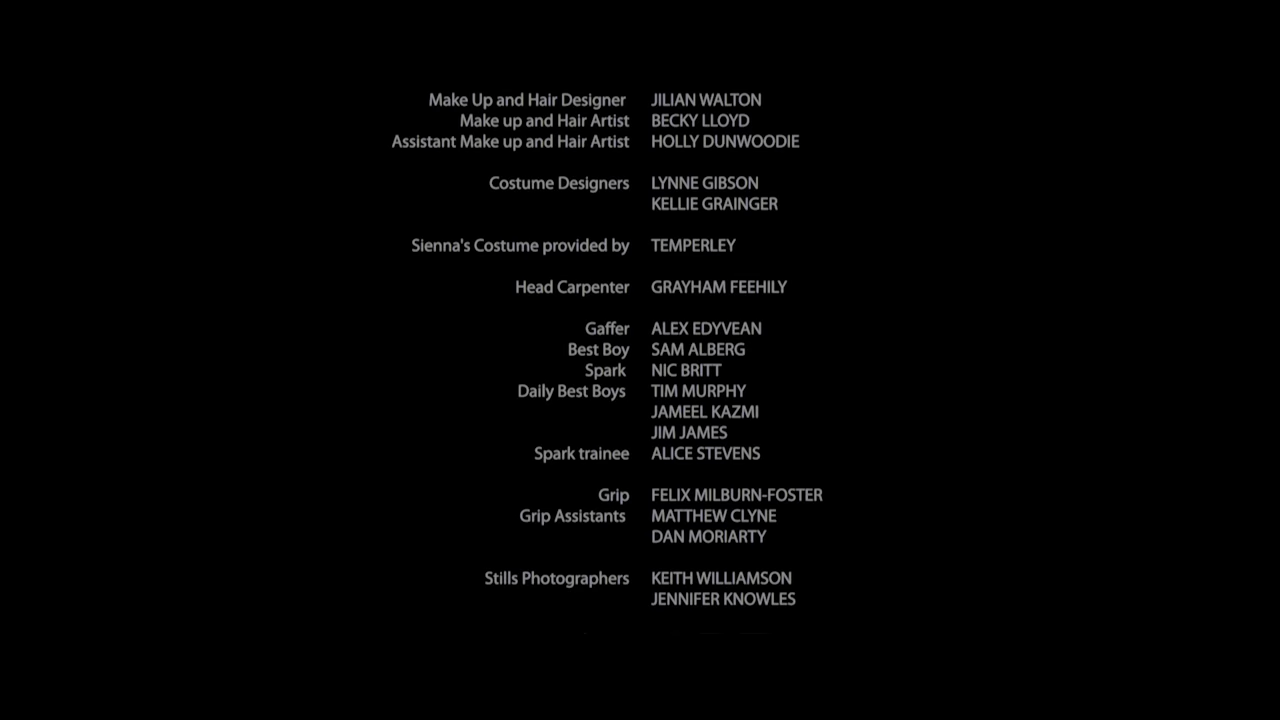 Make Up and Hair Designer JILIAN WALTON
Make up and Hair Artist BECKY LLOYD
Assistant Make up and Hair Artist HOLLY DUNWOODIE
Costume Designers LYNNE GIBSON
KELLIE GRAINGER
Sienna's Costume provided by TEMPERLEY
Head Carpenter GRAYHAM FEEHILY
Gaffer ALEX EDYVEAN
Best Boy SAM ALBERG
Spark NIC BRITT
Daily Best Boys TIM MURPHY
JAMEEL KAZMI
JIM JAMES
Spark trainee ALICE STEVENS
Grip FELIX MILBURN-FOSTER
Grip Assistants MATTHEW CLYNE
DAN MORIARTY
Stills Photographers KEITH WILLIAMSON
JENNIFER KNOWLES